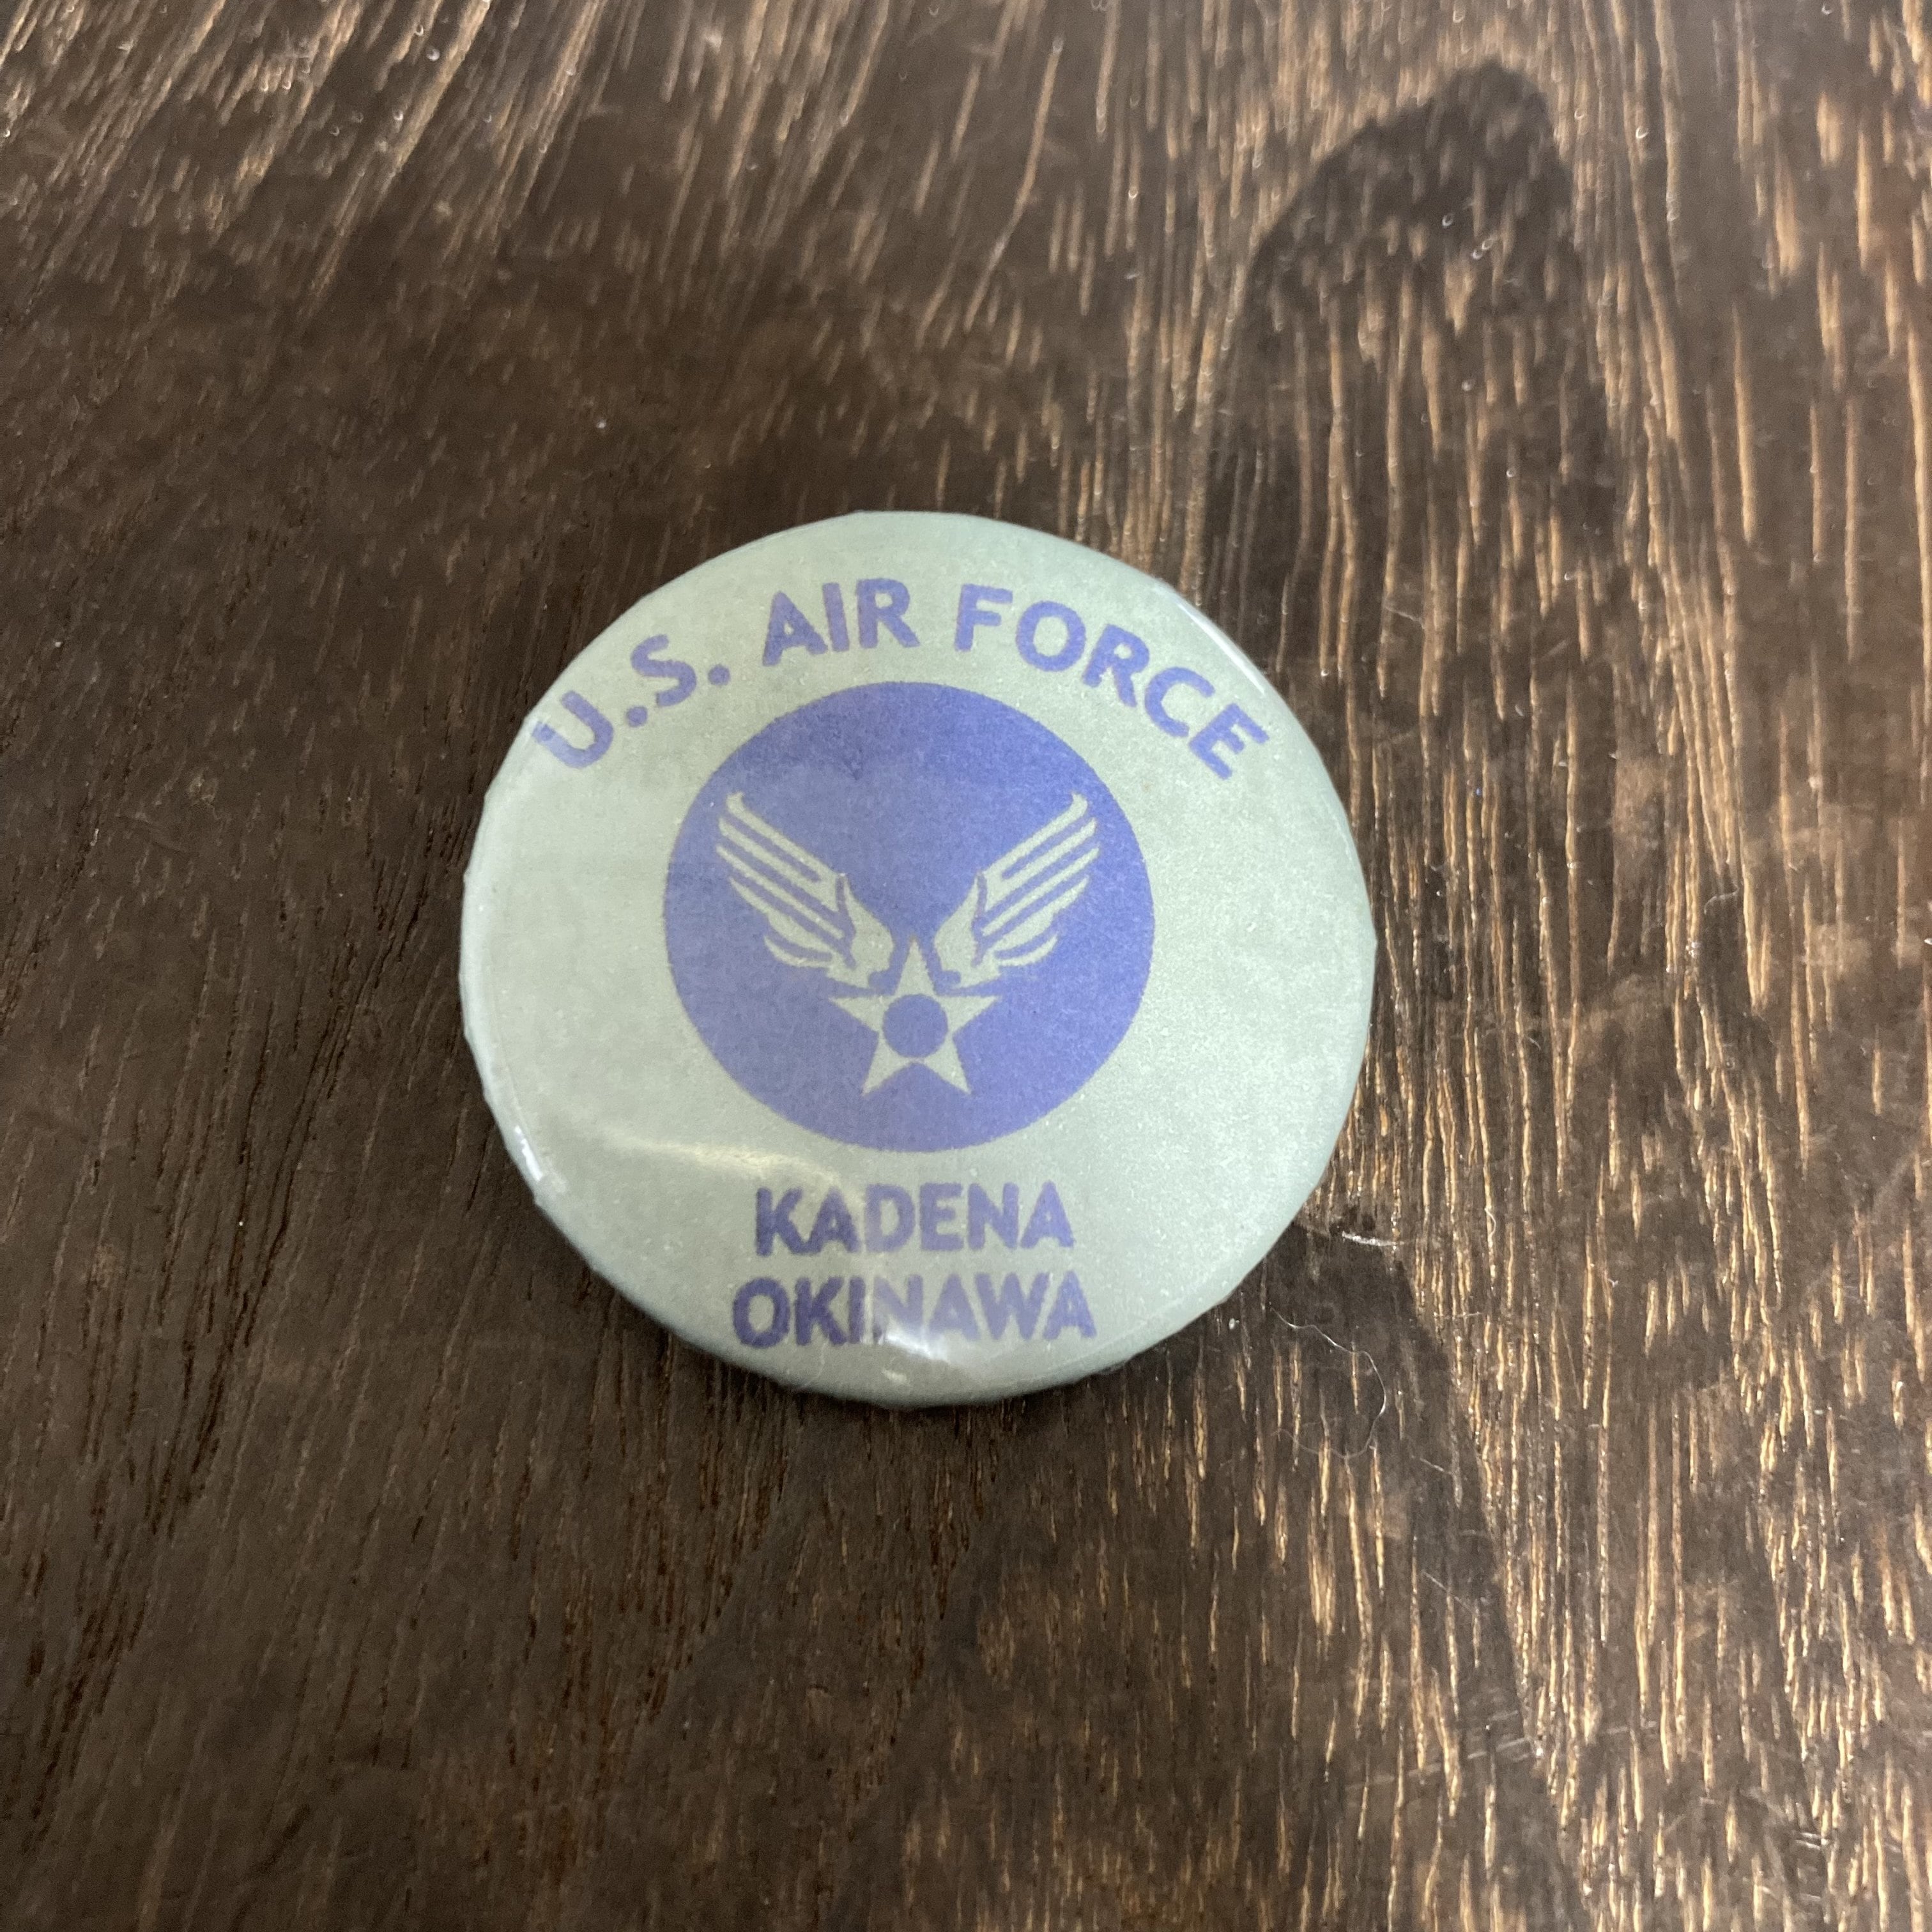 U.S. AIR FORCE
KADENA
OKINAWA